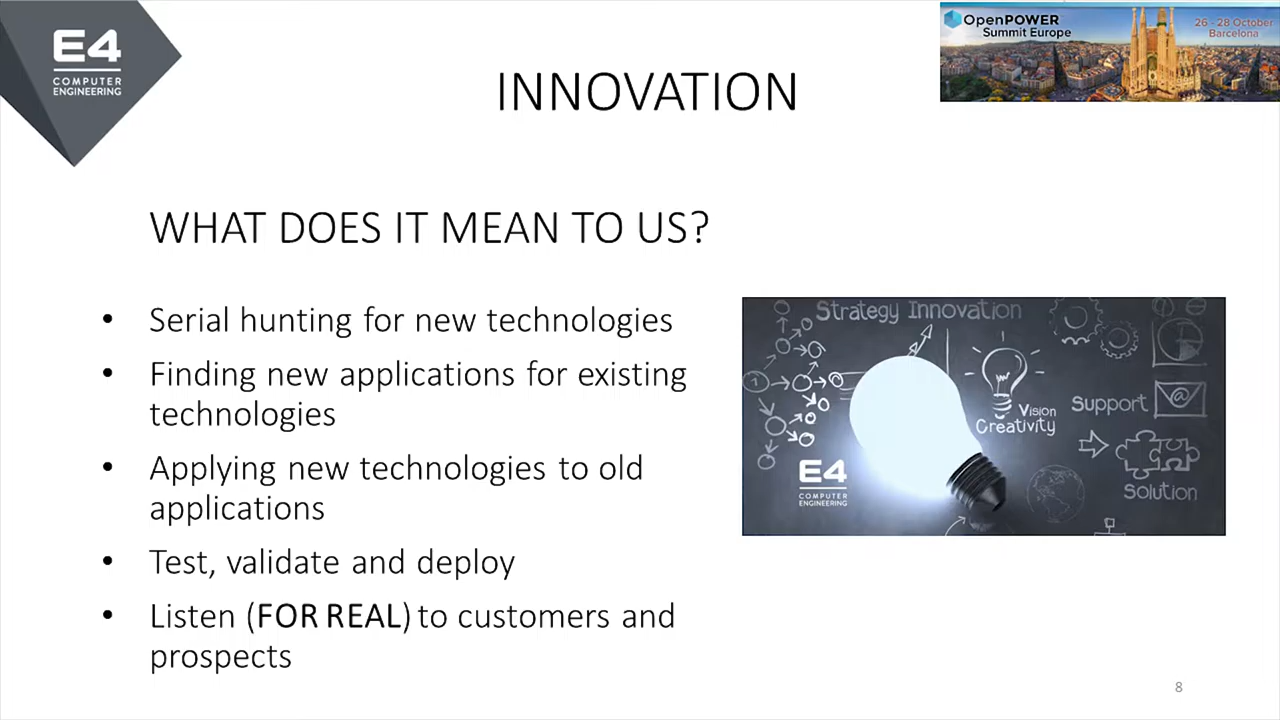 E4
COMPUTER
ENGINEERING
OpenPOWER
Summit Europe
26 - 28 October
Barcelona
INNOVATION
WHAT DOES IT MEAN TO US?
• Serial hunting for new technologies
• Finding new applications for existing
technologies
• Applying new technologies to old
applications
• Test, validate and deploy
• Listen (FOR REAL) to customers and
prospects
Strategy Innovation
Vision
Creativity
Support
@
Solution
E4
COMPUTER
ENGINEERING
8